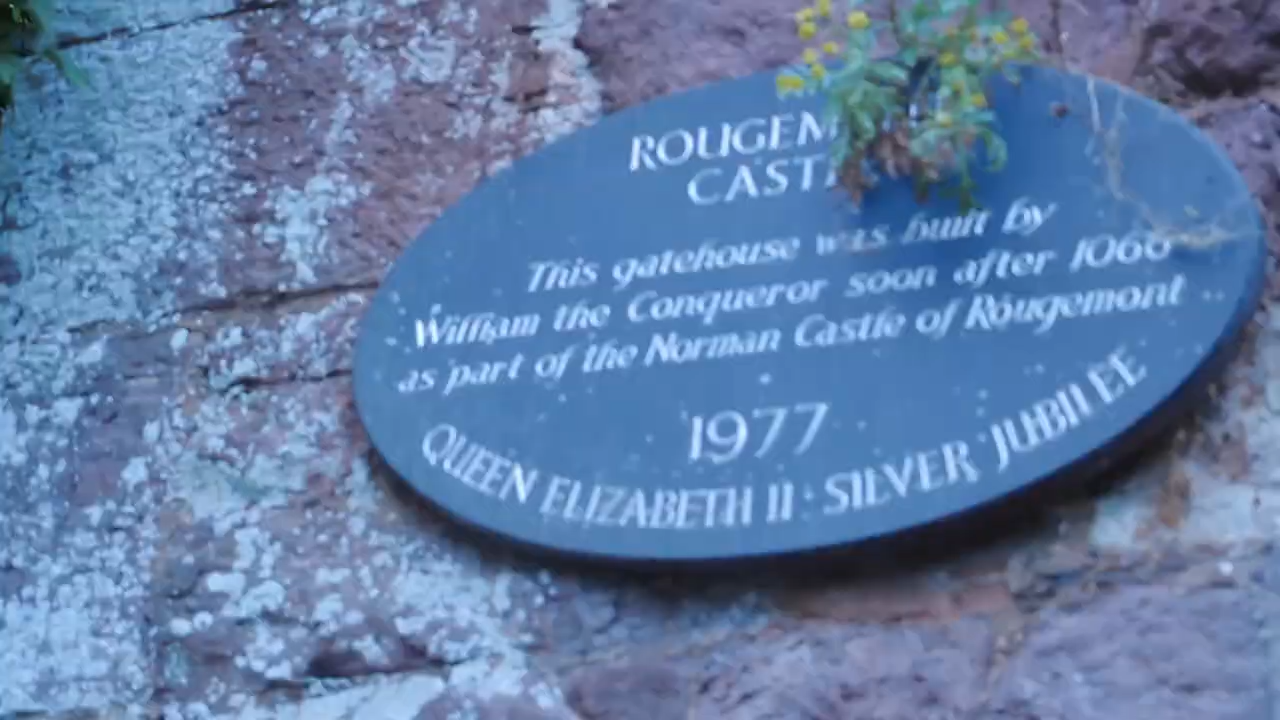 ROUGEM
CAST
This gatehouse was built by
William the Conqueror soon after 1066
as part of the Norman Castle of Rougemont
1977
QUEEN ELIZABETH II · SILVER JUBILEE